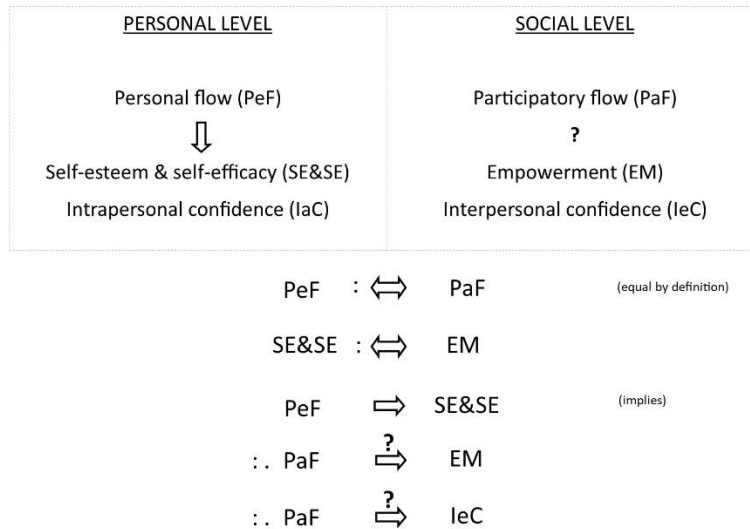 PERSONAL LEVEL
Personal flow (PeF)
⇩
Self-esteem & self-efficacy (SE&SE)
Intrapersonal confidence (IaC)
SOCIAL LEVEL
Participatory flow (PaF)
?
Empowerment (EM)
Interpersonal confidence (IeC)
PeF :⇔ PaF (equal by definition)
SE&SE :⇔ EM
PeF ⇨ SE&SE (implies)
:. PaF ?⇨ EM
:. PaF ?⇨ IeC